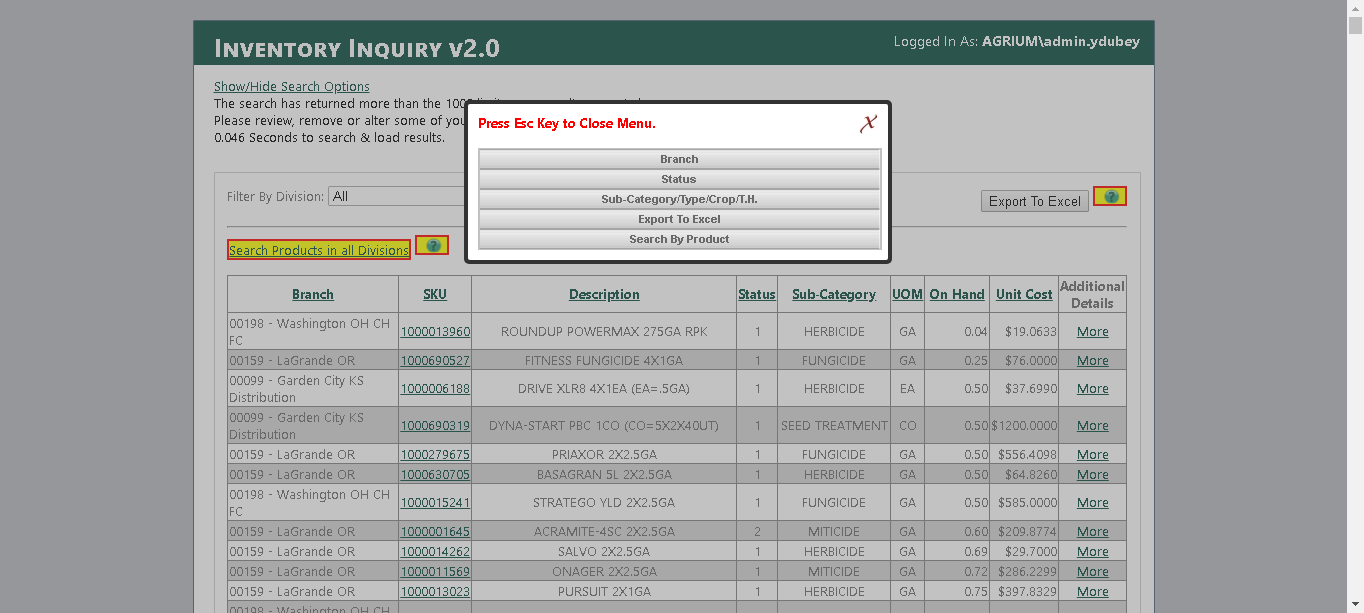 Inventory Inquiry v2.0
Logged In As: AGRIUM\admin.ydubey
Show/Hide Search Options
The search has returned more than the 100
Please review, remove or alter some of you
0.046 Seconds to search & load results.
Press Esc Key to Close Menu.
X
Branch
Status
Sub-Category/Type/Crop/T.H.
Export To Excel
Search By Product
Filter By Division: All
Export To Excel ?
Search Products in all Divisions ?
Branch SKU Description Status Sub-Category UOM On Hand Unit Cost Additional Details
00198 - Washington OH CH FC 1000013960 ROUNDUP POWERMAX 275GA RPK 1 HERBICIDE GA 0.04 $19.0633 More
00159 - LaGrande OR 1000690527 FITNESS FUNGICIDE 4X1GA 1 FUNGICIDE GA 0.25 $76.0000 More
00099 - Garden City KS Distribution 1000006188 DRIVE XLR8 4X1EA (EA=.5GA) 1 HERBICIDE EA 0.50 $37.6990 More
00099 - Garden City KS Distribution 1000690319 DYNA-START PBC 1CO (CO=5X2X40UT) 1 SEED TREATMENT CO 0.50 $1200.0000 More
00159 - LaGrande OR 1000279675 PRIAXOR 2X2.5GA 1 FUNGICIDE GA 0.50 $556.4098 More
00159 - LaGrande OR 1000630705 BASAGRAN 5L 2X2.5GA 1 HERBICIDE GA 0.50 $64.8260 More
00198 - Washington OH CH FC 1000015241 STRATEGO YLD 2X2.5GA 1 FUNGICIDE GA 0.50 $585.0000 More
00159 - LaGrande OR 1000001645 ACRAMITE-4SC 2X2.5GA 2 MITICIDE GA 0.60 $209.8774 More
00159 - LaGrande OR 1000014262 SALVO 2X2.5GA 1 HERBICIDE GA 0.69 $29.7000 More
00159 - LaGrande OR 1000011569 ONAGER 2X2.5GA 1 MITICIDE GA 0.72 $286.2299 More
00159 - LaGrande OR 1000013023 PURSUIT 2X1GA 1 HERBICIDE GA 0.75 $397.8329 More
00198 - Washington OH CH